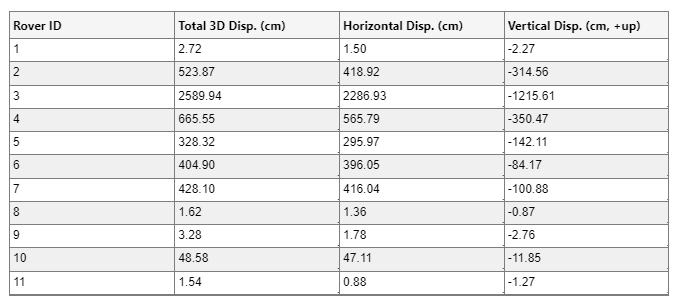 Rover ID Total 3D Disp. (cm) Horizontal Disp. (cm) Vertical Disp. (cm, +up)
1 2.72 1.50 -2.27
2 523.87 418.92 -314.56
3 2589.94 2286.93 -1215.61
4 665.55 565.79 -350.47
5 328.32 295.97 -142.11
6 404.90 396.05 -84.17
7 428.10 416.04 -100.88
8 1.62 1.36 -0.87
9 3.28 1.78 -2.76
10 48.58 47.11 -11.85
11 1.54 0.88 -1.27